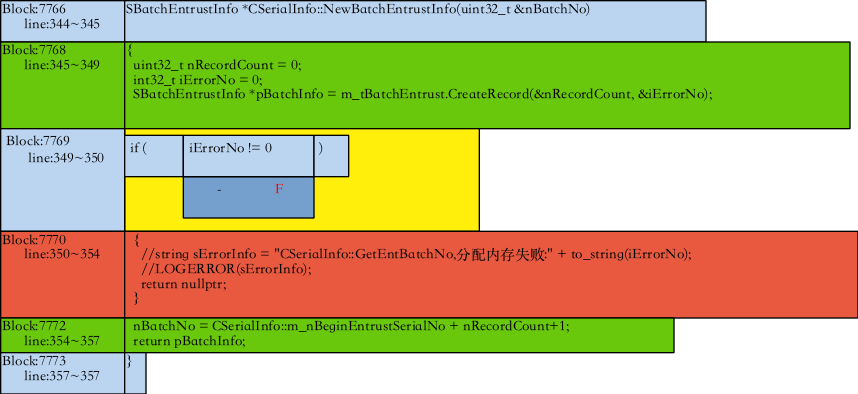 Block:7766 SBatchEntrustInfo *CSerialInfo::NewBatchEntrustInfo(uint32_t &nBatchNo)
line:344~345
Block:7768 {
line:345~349 uint32_t nRecordCount = 0;
int32_t iErrorNo = 0;
SBatchEntrustInfo *pBatchInfo = m_tBatchEntrust.CreateRecord(&nRecordCount, &iErrorNo);
Block:7769 if ( iErrorNo != 0 )
line:349~350
- F
Block:7770 {
line:350~354 //string sErrorInfo = "CSerialInfo::GetEntBatchNo,分配内存失败:" + to_string(iErrorNo);
//LOGERROR(sErrorInfo);
return nullptr;
}
Block:7772 nBatchNo = CSerialInfo::m_nBeginEntrustSerialNo + nRecordCount+1;
line:354~357 return pBatchInfo;
Block:7773 }
line:357~357